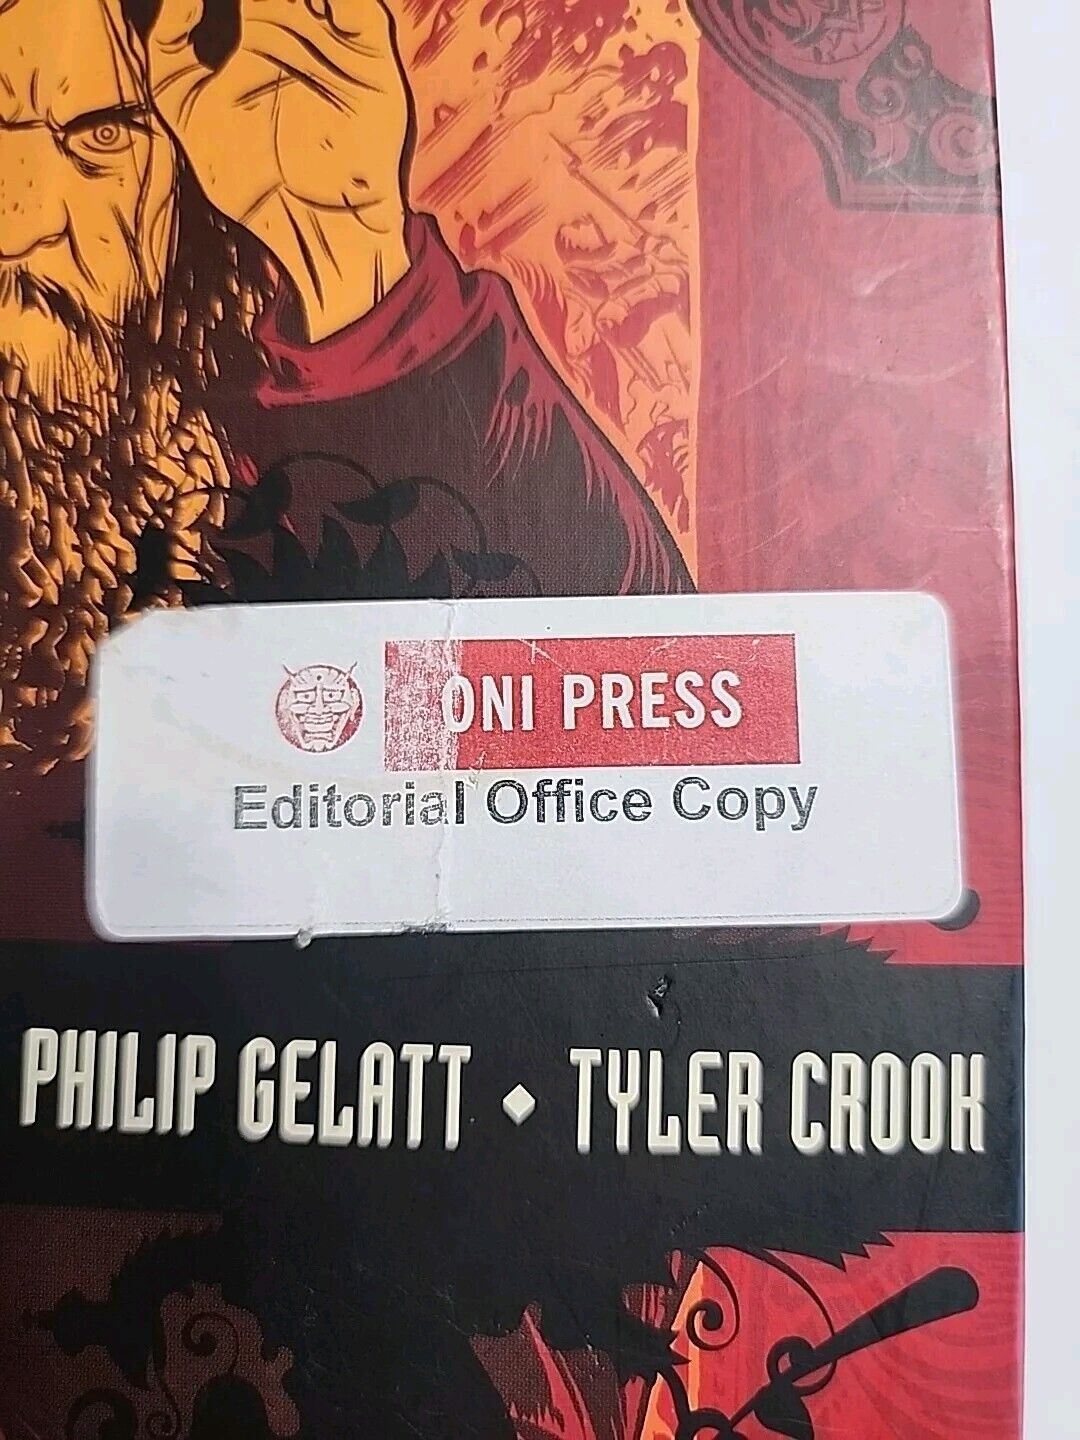 ONI PRESS
Editorial Office Copy
PHILIP GELATT ◆ TYLER CROOK